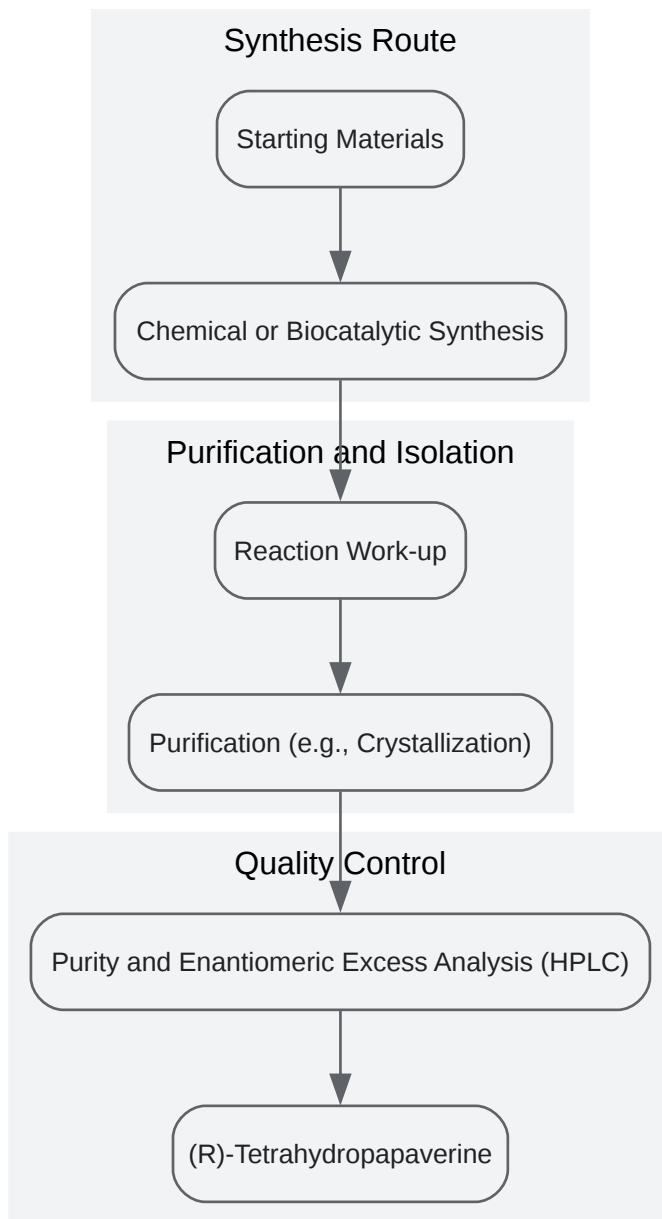 Synthesis Route
Starting Materials
Chemical or Biocatalytic Synthesis
Purification and Isolation
Reaction Work-up
Purification (e.g., Crystallization)
Quality Control
Purity and Enantiomeric Excess Analysis (HPLC)
(R)-Tetrahydropapaverine